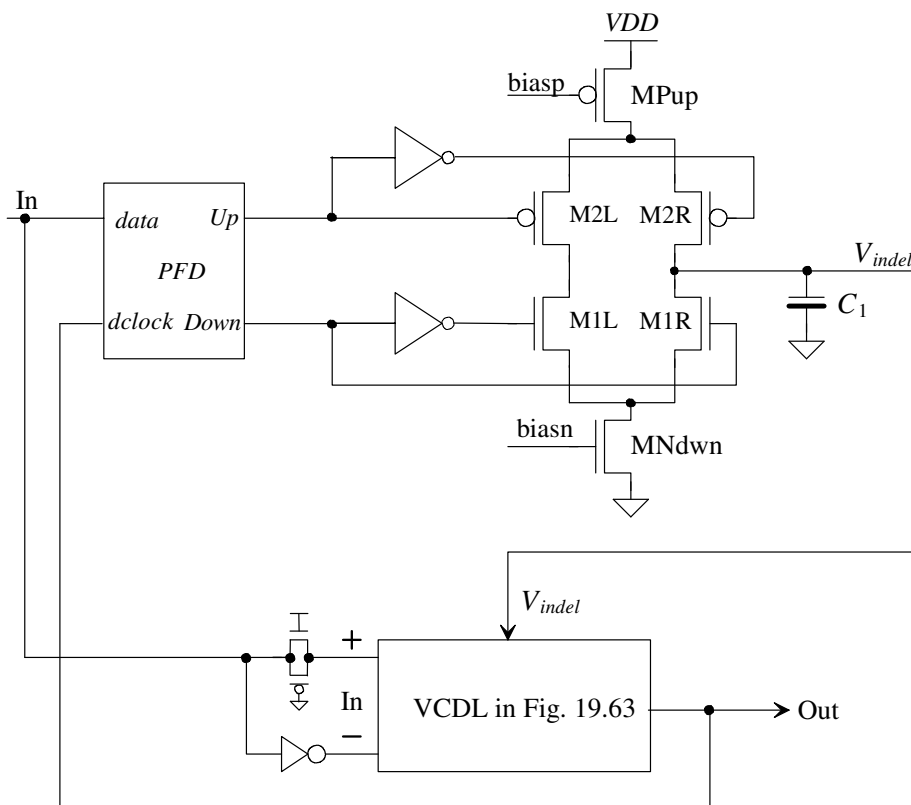 VDD
biasp
MPup
In
data
Up
M2L
M2R
PFD
V_indel
C_1
dclock
Down
M1L
M1R
biasn
MNdwn
V_indel
+
In
VCDL in Fig. 19.63
Out
−